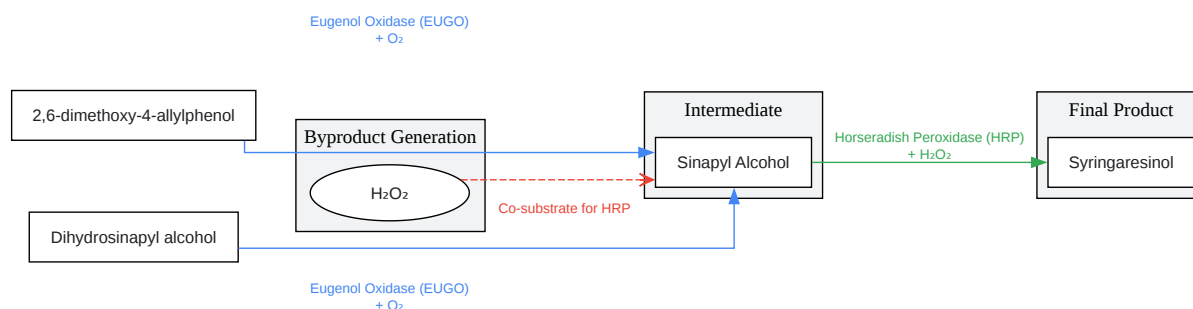 Eugenol Oxidase (EUGO)
+ O₂
2,6-dimethoxy-4-allylphenol
Byproduct Generation
H₂O₂
Co-substrate for HRP
Dihydrosinapyl alcohol
Eugenol Oxidase (EUGO)
+ O₂
Intermediate
Sinapyl Alcohol
Horseradish Peroxidase (HRP)
+ H₂O₂
Final Product
Syringaresinol